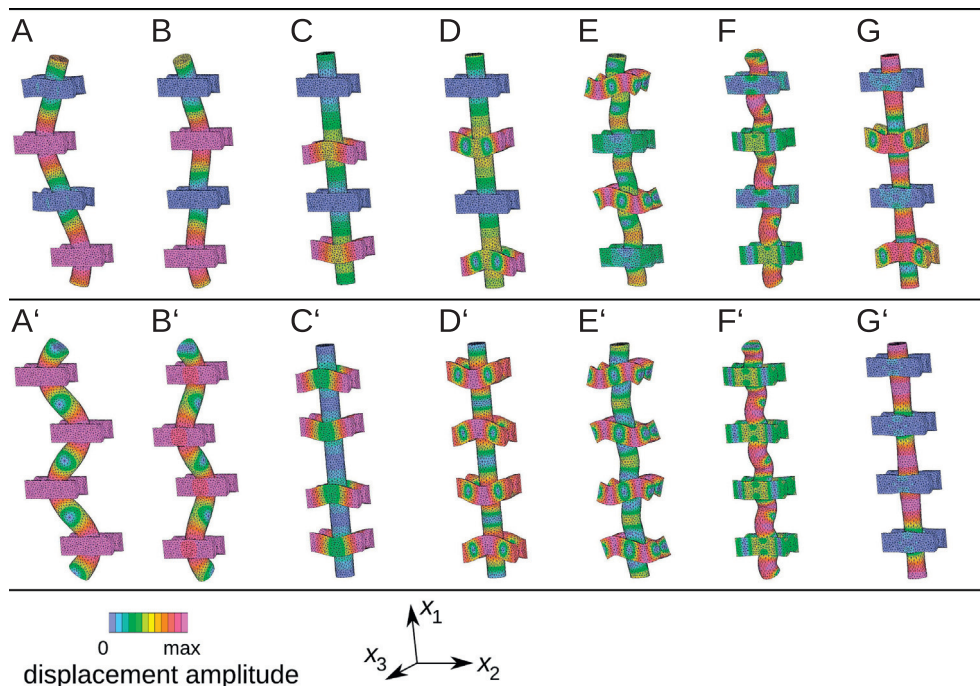 A B C D E F G
A‘ B‘ C‘ D‘ E‘ F‘ G‘
0 max
displacement amplitude
x1
x3
x2